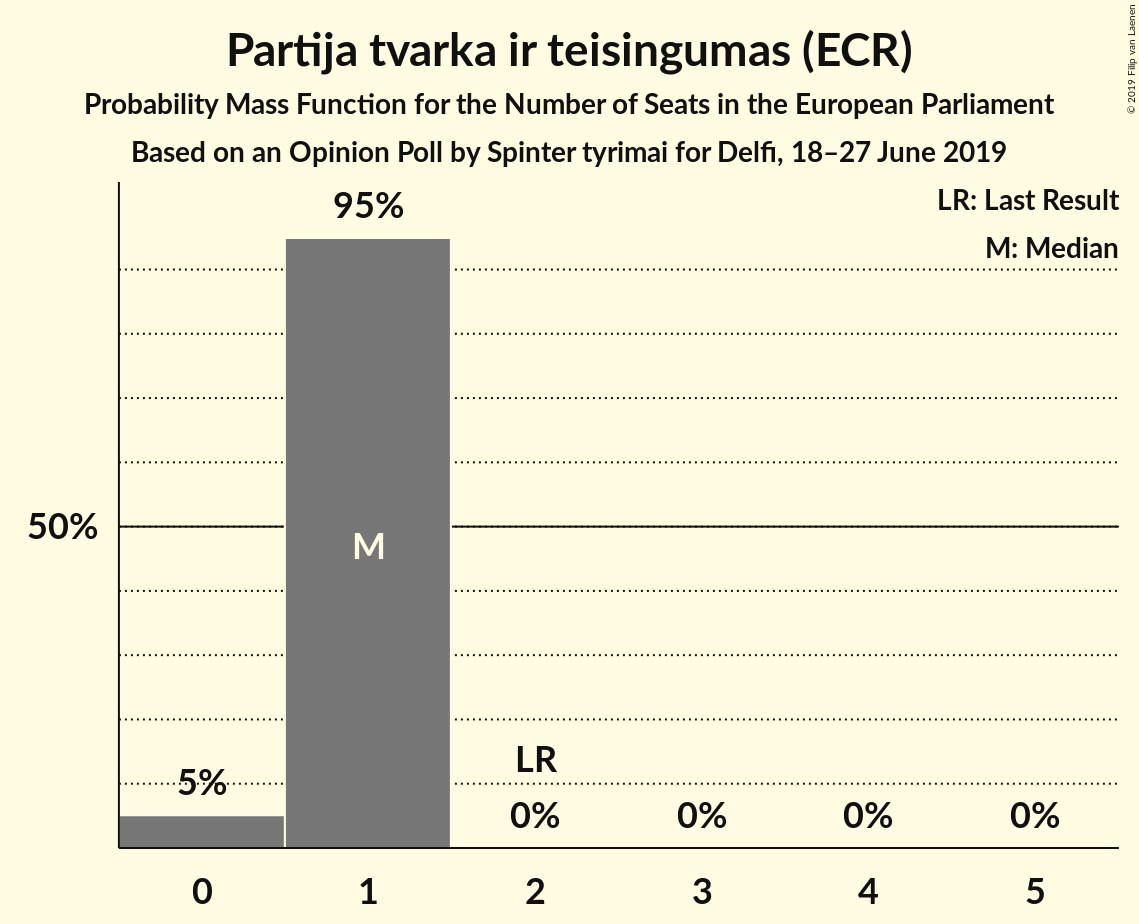 Partija tvarka ir teisingumas (ECR)
Probability Mass Function for the Number of Seats in the European Parliament
Based on an Opinion Poll by Spinter tyrimai for Delfi, 18–27 June 2019
© 2019 Filip van Laenen
LR: Last Result
M: Median
95%
50%
M
LR
5%
0% 0% 0% 0%
0 1 2 3 4 5